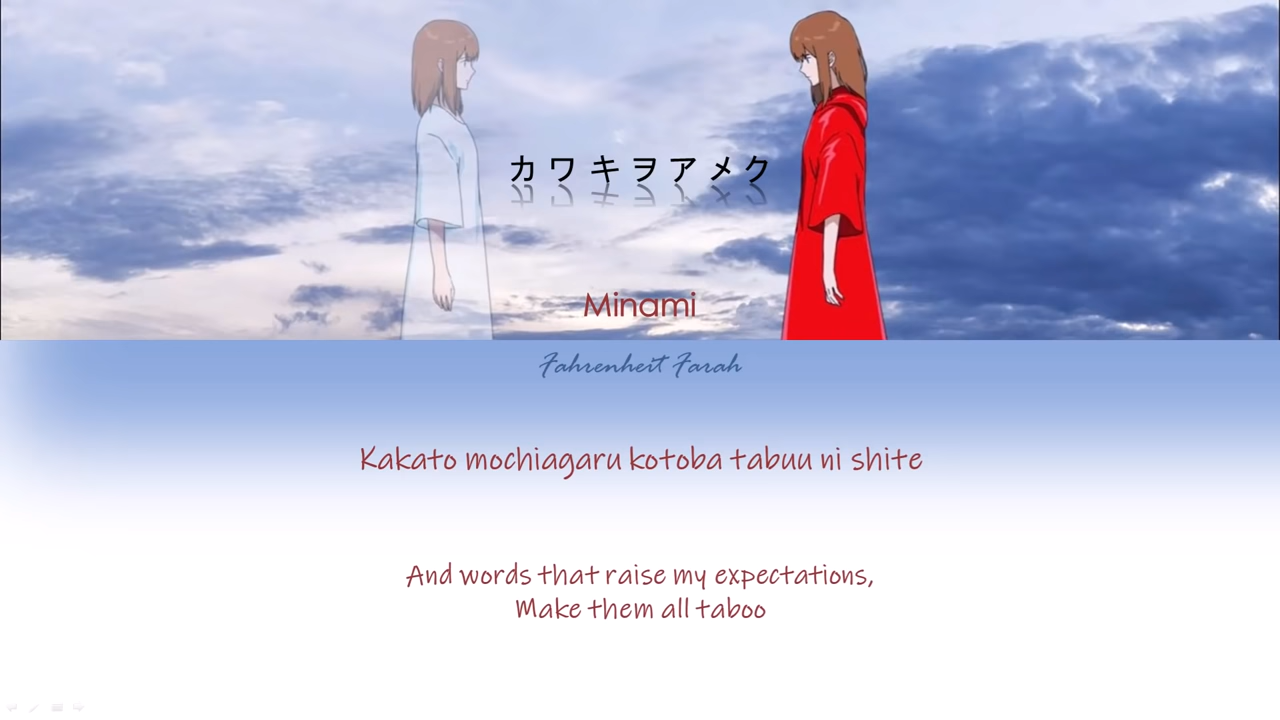 カワキヲアメク
Minami
Fahrenheit Farah
Kakato mochiagaru kotoba tabuu ni shite
And words that raise my expectations,
Make them all taboo